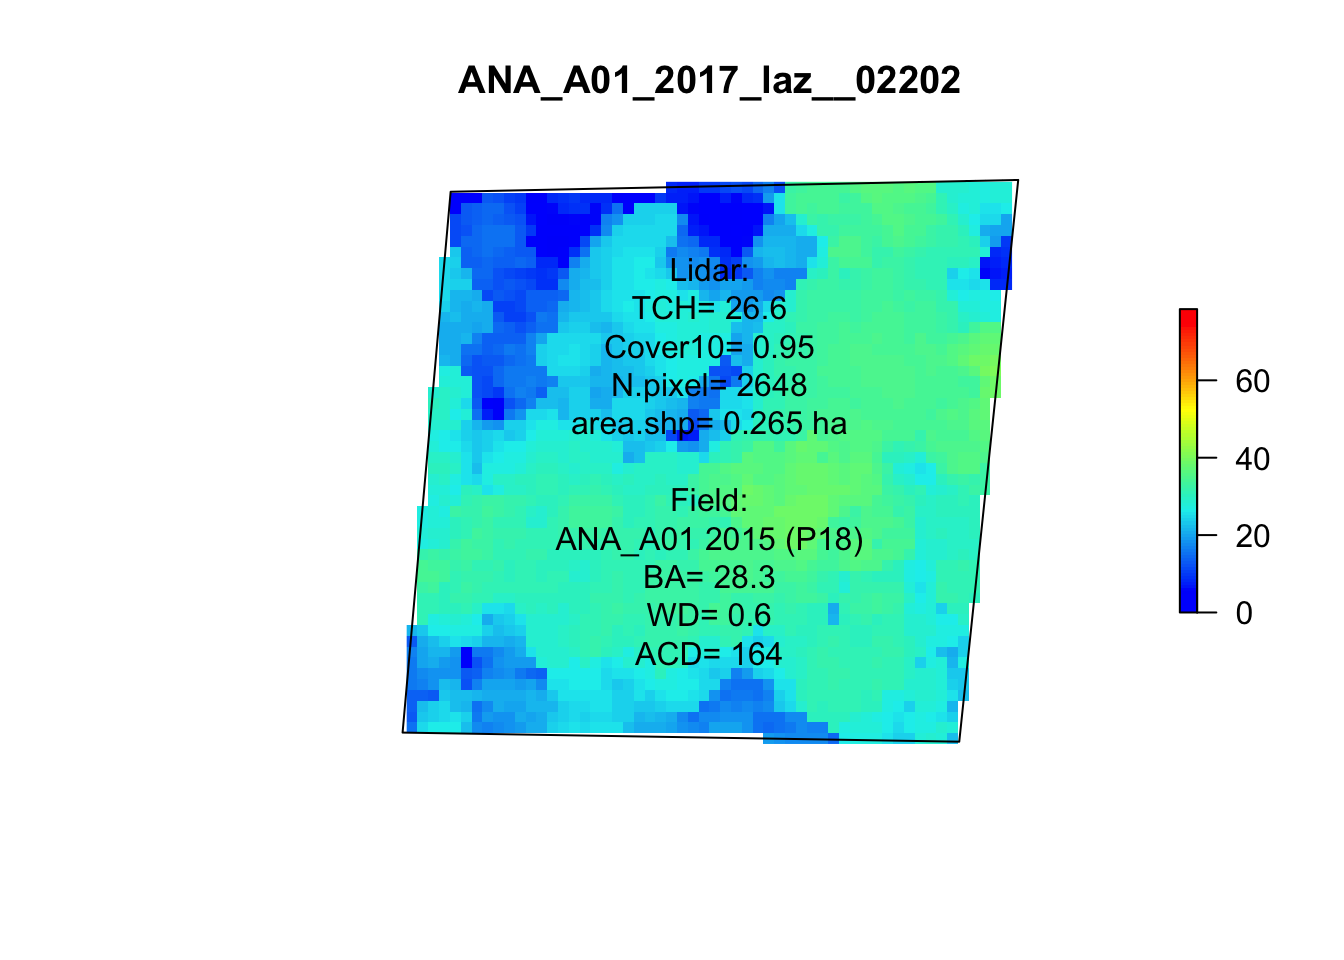 ANA_A01_2017_laz__02202
Lidar:
TCH= 26.6
Cover10= 0.95
N.pixel= 2648
area.shp= 0.265 ha
Field:
ANA_A01 2015 (P18)
BA= 28.3
WD= 0.6
ACD= 164
60
40
20
0